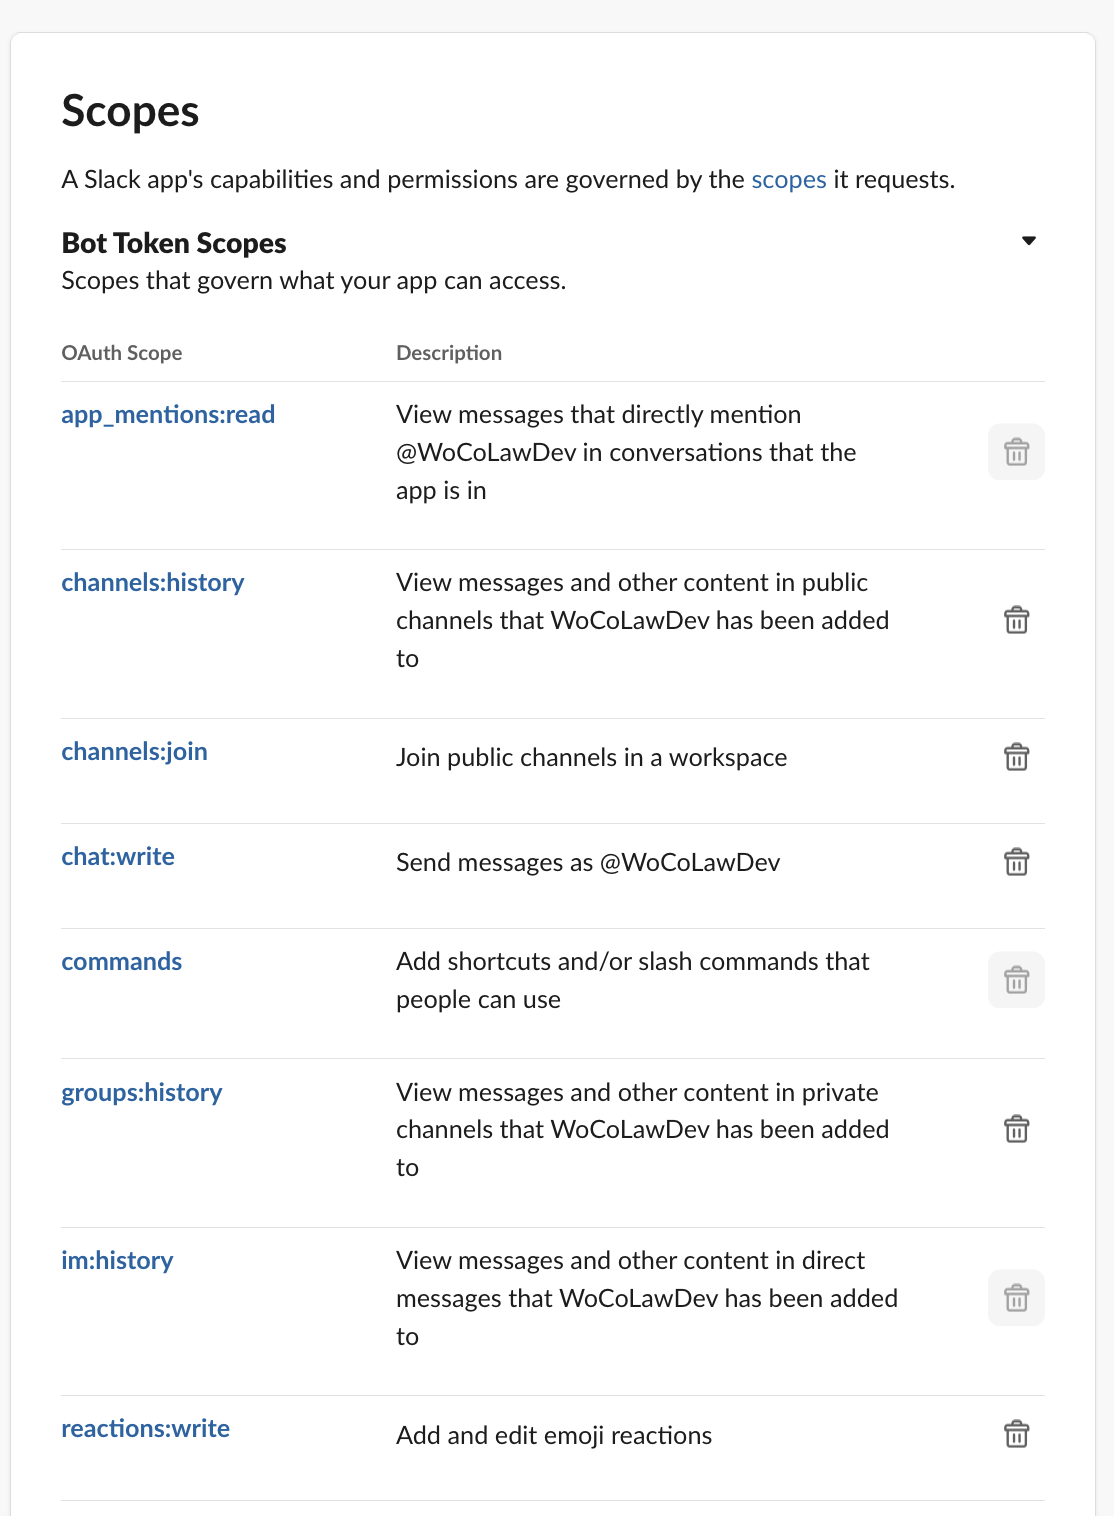 Scopes
A Slack app's capabilities and permissions are governed by the scopes it requests.
Bot Token Scopes
Scopes that govern what your app can access.
OAuth Scope Description
app_mentions:read View messages that directly mention
@WoCoLawDev in conversations that the
app is in
channels:history View messages and other content in public
channels that WoCoLawDev has been added
to
channels:join Join public channels in a workspace
chat:write Send messages as @WoCoLawDev
commands Add shortcuts and/or slash commands that
people can use
groups:history View messages and other content in private
channels that WoCoLawDev has been added
to
im:history View messages and other content in direct
messages that WoCoLawDev has been added
to
reactions:write Add and edit emoji reactions